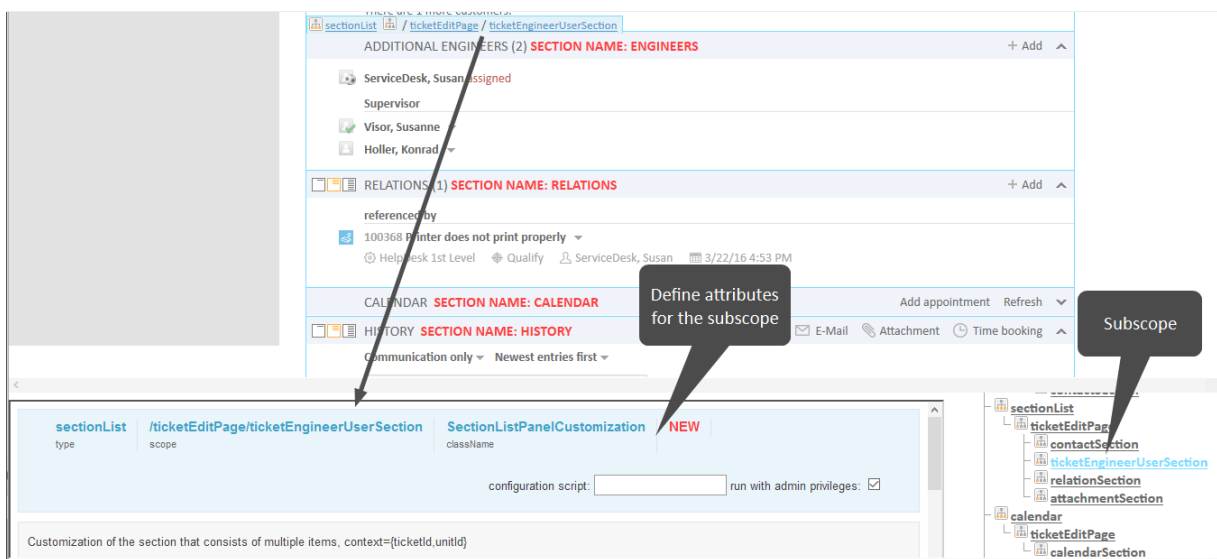 There are 1 more customers.
sectionList / ticketEditPage / ticketEngineerUserSection
ADDITIONAL ENGINEERS (2) SECTION NAME: ENGINEERS + Add
ServiceDesk, Susan assigned
Supervisor
Visor, Susanne
Holler, Konrad
RELATIONS (1) SECTION NAME: RELATIONS + Add
referenced by
100368 Printer does not print properly
HelpDesk 1st Level Qualify ServiceDesk, Susan 3/22/16 4:53 PM
Define attributes
for the subscope
CALENDAR SECTION NAME: CALENDAR Add appointment Refresh
HISTORY SECTION NAME: HISTORY E-Mail Attachment Time booking
Subscope
Communication only Newest entries first
sectionList /ticketEditPage/ticketEngineerUserSection SectionListPanelCustomization NEW
type scope className
configuration script: run with admin privileges:
Customization of the section that consists of multiple items, context={ticketId,unitId}
sectionList
ticketEditPage
contactSection
ticketEngineerUserSection
relationSection
attachmentSection
calendar
ticketEditPage
calendarSection